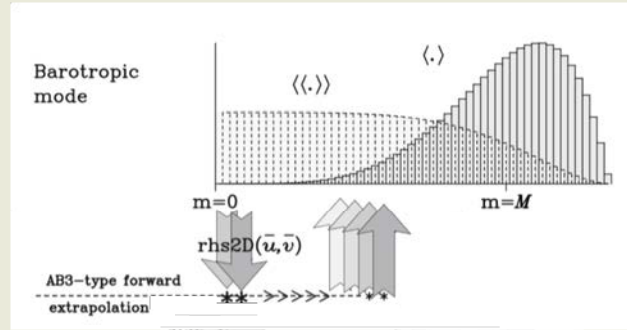 Barotropic
mode
⟨⟨.⟩⟩
⟨.⟩
m=0
m=M
rhs2D(u̅,v̅)
AB3-type forward
extrapolation
** >>>>> * *